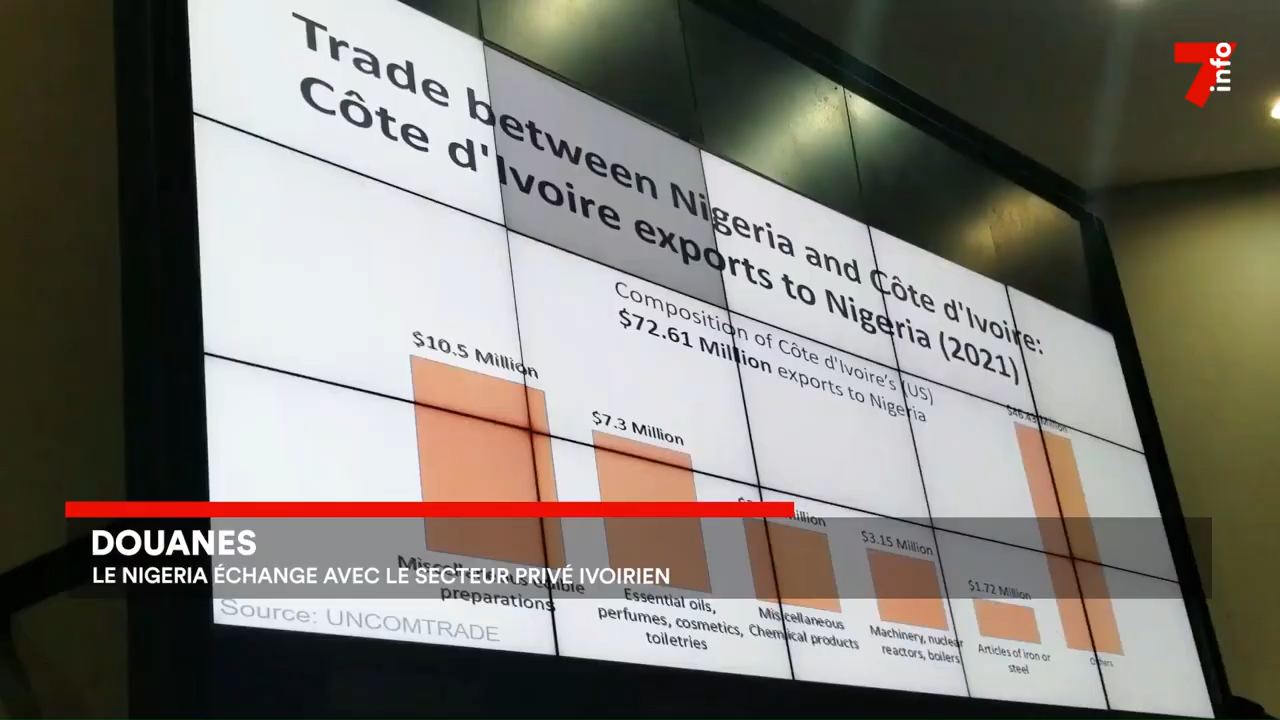 7 info
Trade between Nigeria and Côte d'Ivoire:
Côte d'Ivoire exports to Nigeria (2021)
Composition of Côte d'Ivoire's (US)
$72.61 Million exports to Nigeria
$10.5 Million
$7.3 Million
Million
$3.15 Million
$1.72 Million
Million
Miscellaneous edible
preparations
Essential oils,
perfumes, cosmetics,
toiletries
Miscellaneous
Chemical products
Machinery, nuclear
reactors, boilers
Articles of iron or
steel
Others
Source: UNCOMTRADE
DOUANES
LE NIGERIA ÉCHANGE AVEC LE SECTEUR PRIVÉ IVOIRIEN